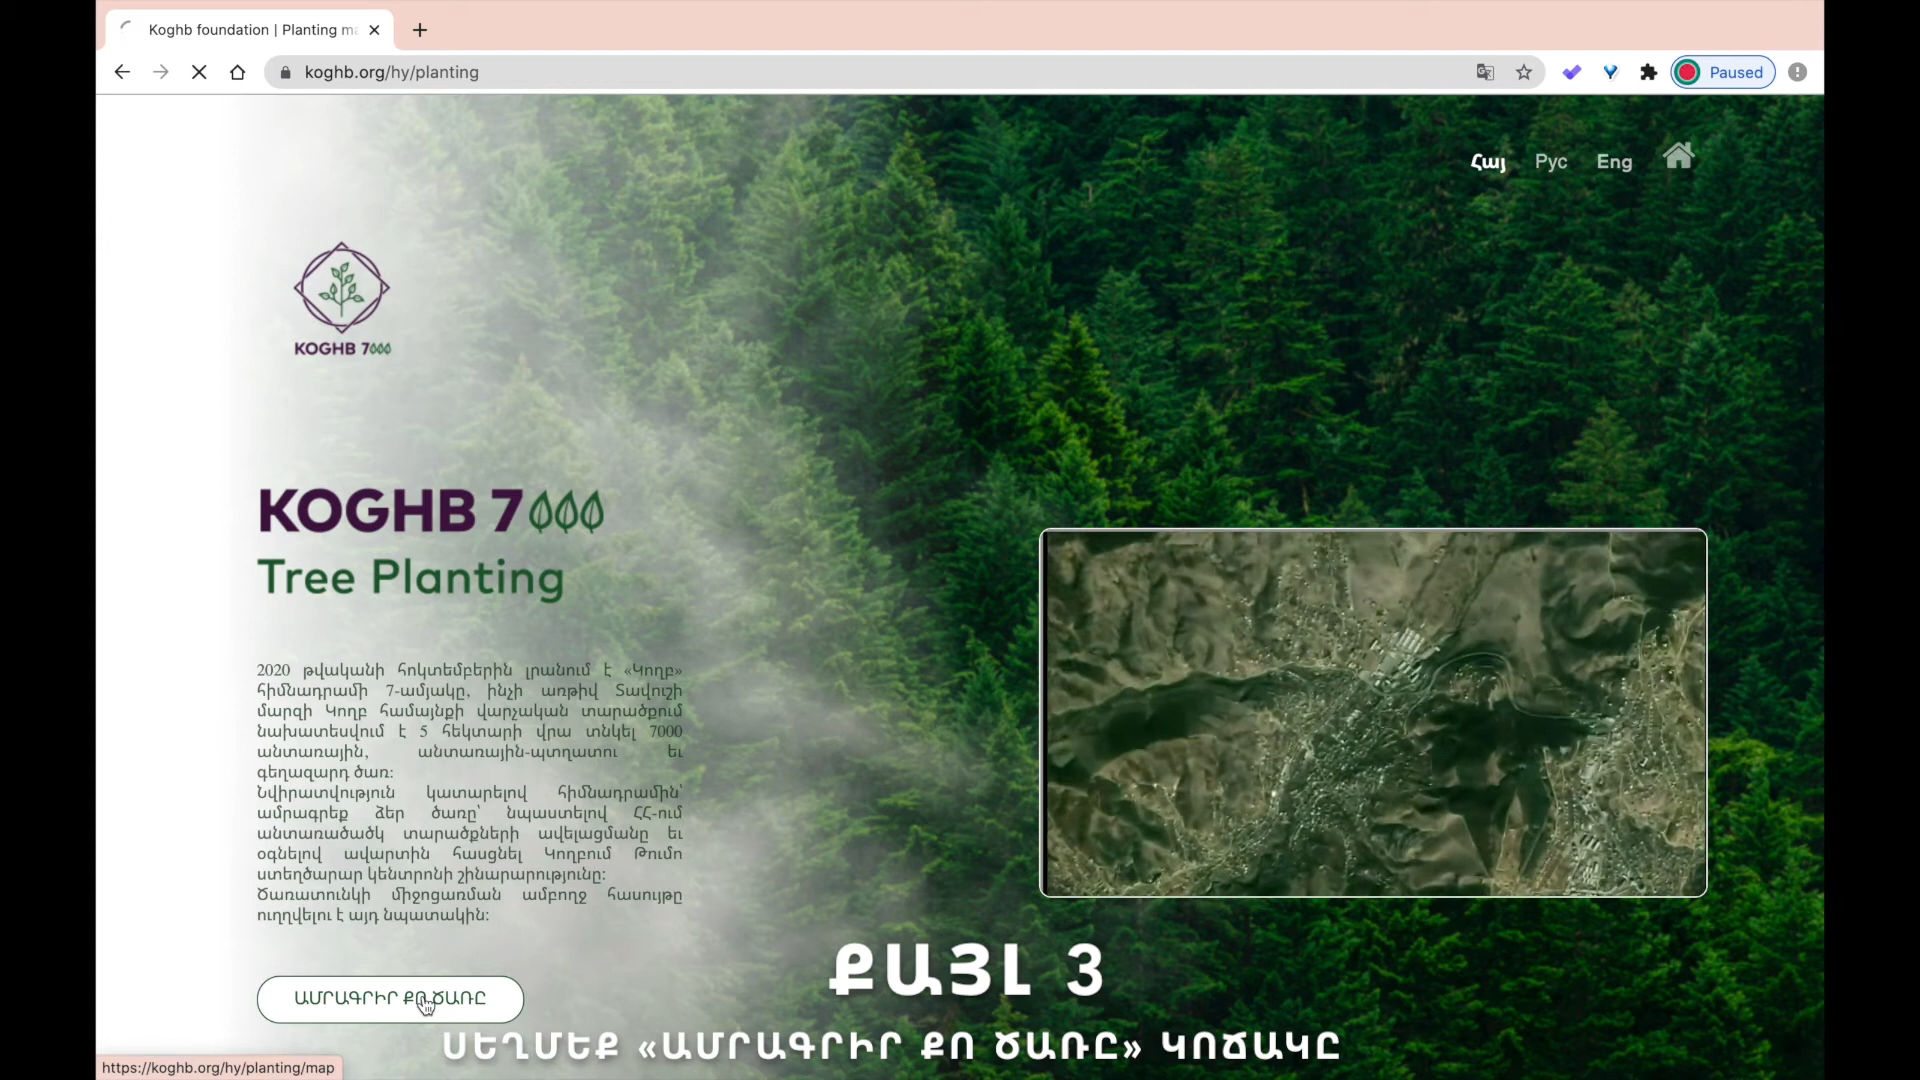 Koghb foundation | Planting ma
koghb.org/hy/planting
Paused
Հայ Рус Eng
KOGHB 7
KOGHB 7
Tree Planting
2020 թվականի հոկտեմբերին լրանում է «Կողբ»
հիմնադրամի 7-ամյակը, ինչի առթիվ Տավուշի
մարզի Կողբ համայնքի վարչական տարածքում
նախատեսվում է 5 հեկտարի վրա տնկել 7000
անտառային, անտառային-պտղատու եւ
գեղազարդ ծառ:
Նվիրատվություն կատարելով հիմնադրամին՝
ամրագրեք ձեր ծառը՝ նպաստելով ՀՀ-ում
անտառածածկ տարածքների ավելացմանը եւ
օգնելով ավարտին հասցնել Կողբում Թումո
ստեղծարար կենտրոնի շինարարությունը:
Ծառատունկի միջոցառման ամբողջ հասույթը
ուղղվելու է այդ նպատակին:
ԱՄՐԱԳՐԻՐ ՔՈ ԾԱՌԸ
ՔԱՅԼ 3
ՍԵՂՄԵՔ «ԱՄՐԱԳՐԻՐ ՔՈ ԾԱՌԸ» ԿՈՃԱԿԸ
https://koghb.org/hy/planting/map